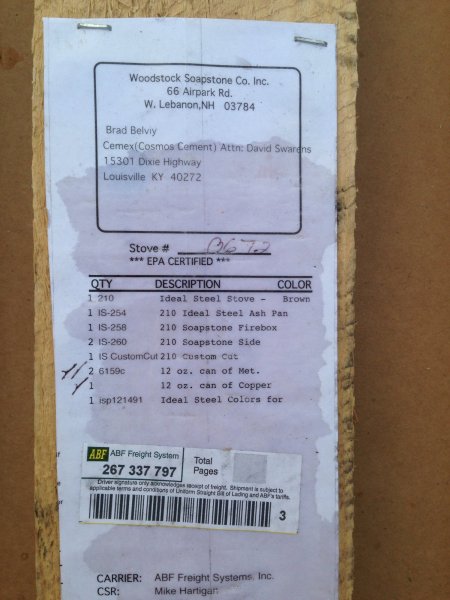 Woodstock Soapstone Co. Inc.
66 Airpark Rd.
W. Lebanon,NH 03784
Brad Belviy
Cemex(Cosmos Cement) Attn: David Swarens
15301 Dixie Highway
Louisville KY 40272
Stove #
*** EPA CERTIFIED ***
QTY DESCRIPTION COLOR
1 210 Ideal Steel Stove - Brown
1 IS-254 210 Ideal Steel Ash Pan
1 IS-258 210 Soapstone Firebox
2 IS-260 210 Soapstone Side
1 IS CustomCut 210 Custom Cut
2 6159c 12 oz. can of Met.
1 12 oz. can of Copper
1 isp121491 Ideal Steel Colors for
ABF ABF Freight System
267 337 797
Total
Pages
Driver signature only acknowledges receipt of freight. Shipment is subject to
applicable terms and conditions of Uniform Straight Bill of Lading and ABF's tariffs.
3
CARRIER: ABF Freight Systems, Inc.
CSR: Mike Hartigan